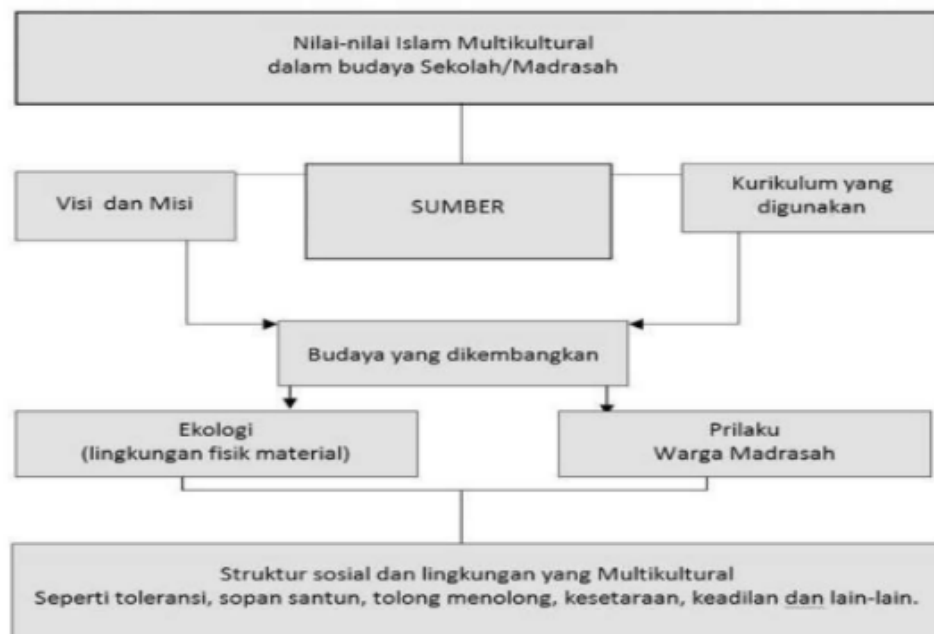 Nilai-nilai Islam Multikultural
dalam budaya Sekolah/Madrasah
Visi dan Misi
SUMBER
Kurikulum yang
digunakan
Budaya yang dikembangkan
Ekologi
(lingkungan fisik material)
Prilaku
Warga Madrasah
Struktur sosial dan lingkungan yang Multikultural
Seperti toleransi, sopan santun, tolong menolong, kesetaraan, keadilan dan lain-lain.